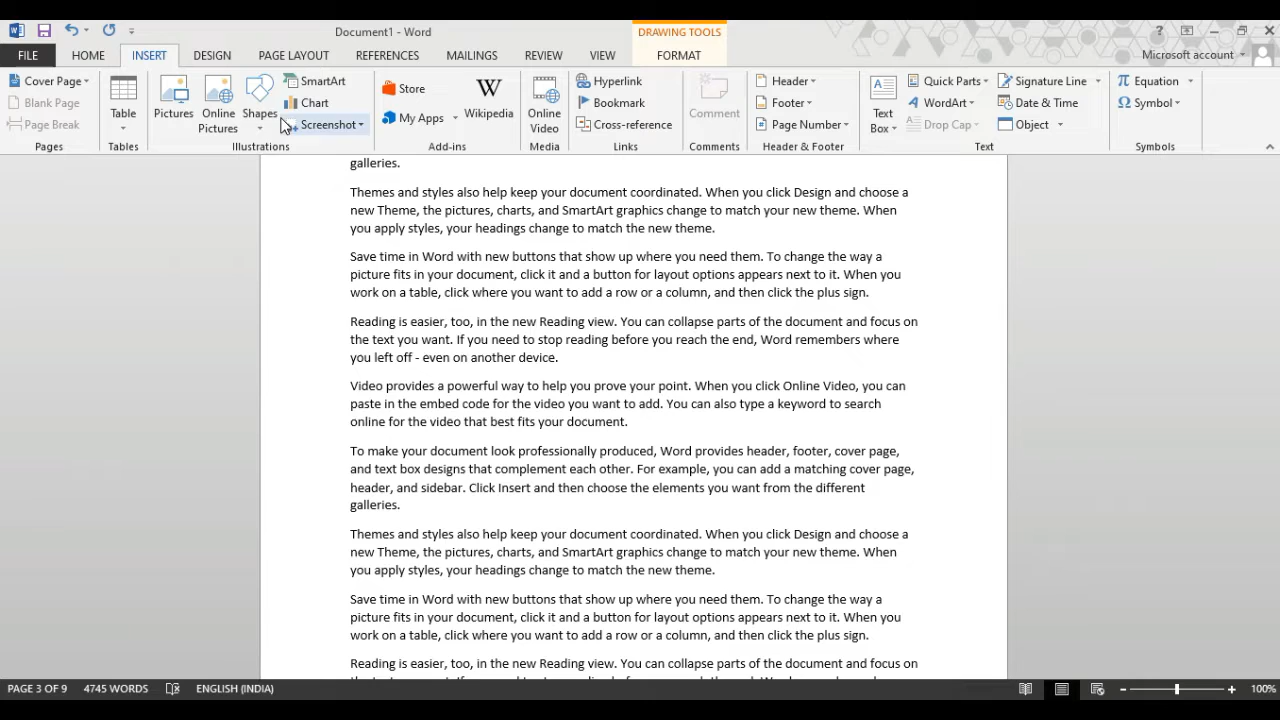 Document1 - Word
DRAWING TOOLS
?
FILE HOME INSERT DESIGN PAGE LAYOUT REFERENCES MAILINGS REVIEW VIEW FORMAT Microsoft account
Cover Page
Blank Page
Page Break
Pages
Table
Tables
Pictures
Online Pictures
Shapes
SmartArt
Chart
Screenshot
Illustrations
Store
My Apps
Wikipedia
Add-ins
Online Video
Media
Hyperlink
Bookmark
Cross-reference
Links
Comment
Comments
Header
Footer
Page Number
Header & Footer
Text Box
Quick Parts
WordArt
Drop Cap
Signature Line
Date & Time
Object
Text
Equation
Symbol
Symbols
galleries.
Themes and styles also help keep your document coordinated. When you click Design and choose a
new Theme, the pictures, charts, and SmartArt graphics change to match your new theme. When
you apply styles, your headings change to match the new theme.
Save time in Word with new buttons that show up where you need them. To change the way a
picture fits in your document, click it and a button for layout options appears next to it. When you
work on a table, click where you want to add a row or a column, and then click the plus sign.
Reading is easier, too, in the new Reading view. You can collapse parts of the document and focus on
the text you want. If you need to stop reading before you reach the end, Word remembers where
you left off - even on another device.
Video provides a powerful way to help you prove your point. When you click Online Video, you can
paste in the embed code for the video you want to add. You can also type a keyword to search
online for the video that best fits your document.
To make your document look professionally produced, Word provides header, footer, cover page,
and text box designs that complement each other. For example, you can add a matching cover page,
header, and sidebar. Click Insert and then choose the elements you want from the different
galleries.
Themes and styles also help keep your document coordinated. When you click Design and choose a
new Theme, the pictures, charts, and SmartArt graphics change to match your new theme. When
you apply styles, your headings change to match the new theme.
Save time in Word with new buttons that show up where you need them. To change the way a
picture fits in your document, click it and a button for layout options appears next to it. When you
work on a table, click where you want to add a row or a column, and then click the plus sign.
Reading is easier, too, in the new Reading view. You can collapse parts of the document and focus on
PAGE 3 OF 9 4745 WORDS ENGLISH (INDIA) 100%